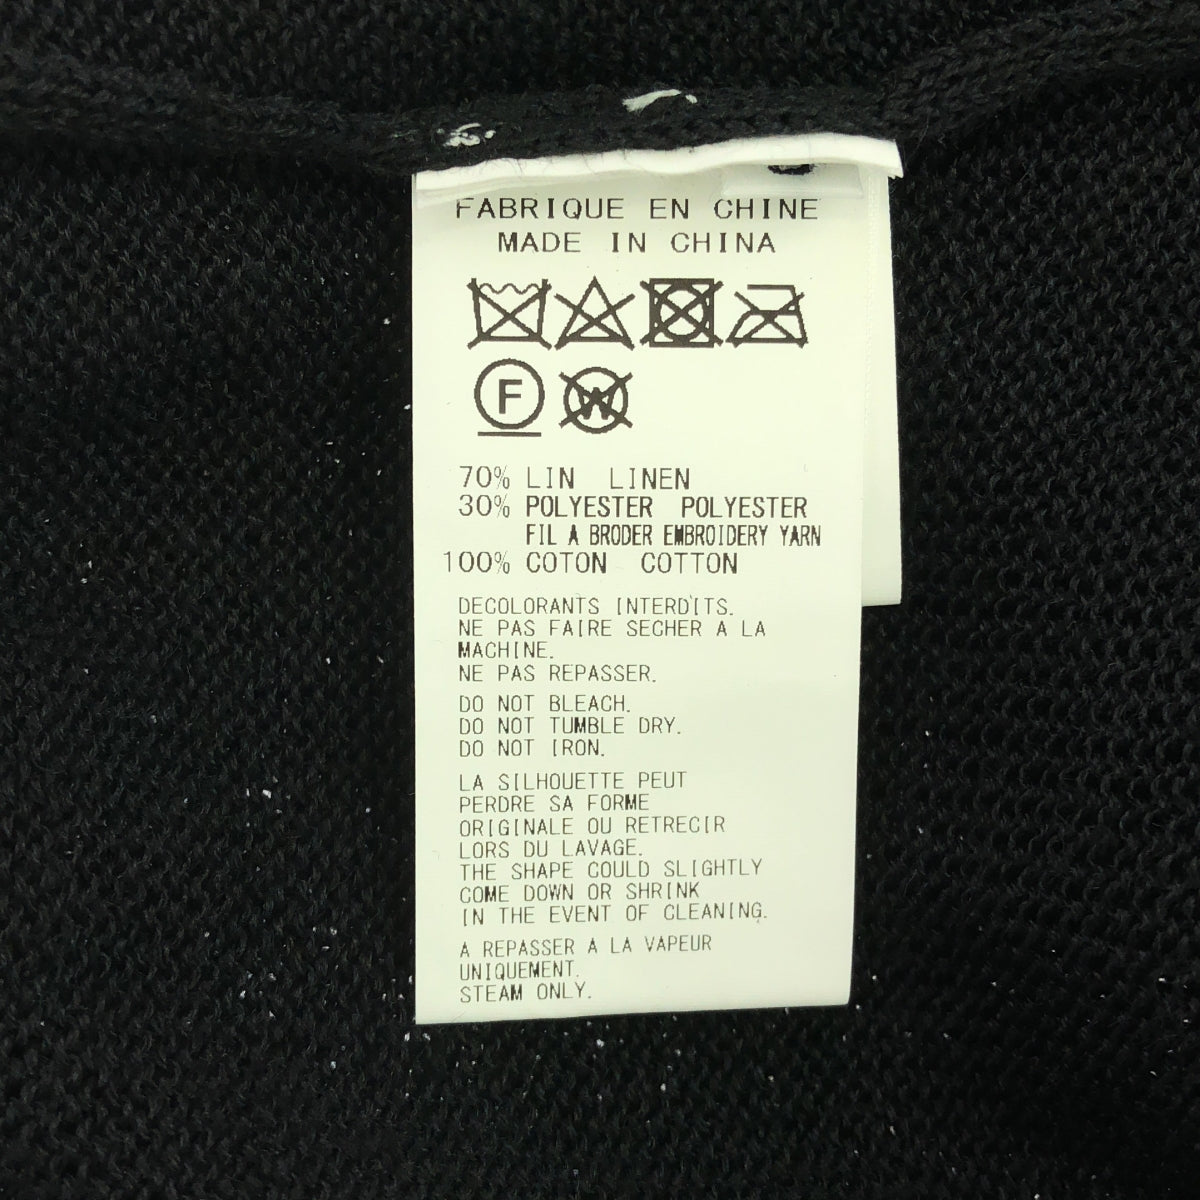 FABRIQUE EN CHINE
MADE IN CHINA
F W
70% LIN LINEN
30% POLYESTER POLYESTER
FIL A BRODER EMBROIDERY YARN
100% COTON COTTON
DECOLORANTS INTERDITS.
NE PAS FAIRE SECHER A LA
MACHINE.
NE PAS REPASSER.
DO NOT BLEACH.
DO NOT TUMBLE DRY.
DO NOT IRON.
LA SILHOUETTE PEUT
PERDRE SA FORME
ORIGINALE OU RETRECIR
LORS DU LAVAGE.
THE SHAPE COULD SLIGHTLY
COME DOWN OR SHRINK
IN THE EVENT OF CLEANING.
A REPASSER A LA VAPEUR
UNIQUEMENT.
STEAM ONLY.